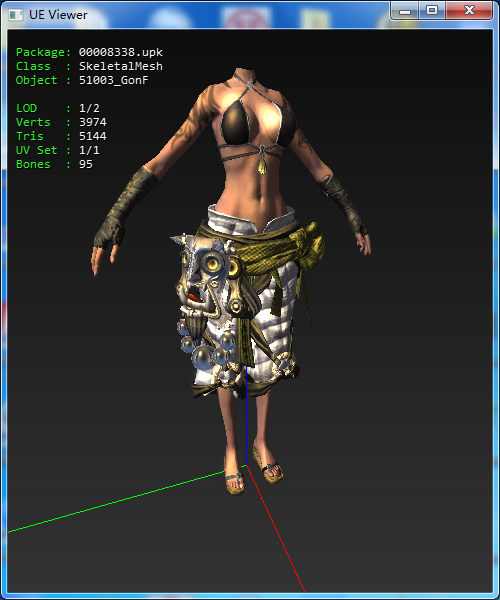 UE Viewer
Package: 00008338.upk
Class : SkeletalMesh
Object : 51003_GonF
LOD : 1/2
Verts : 3974
Tris : 5144
UV Set : 1/1
Bones : 95